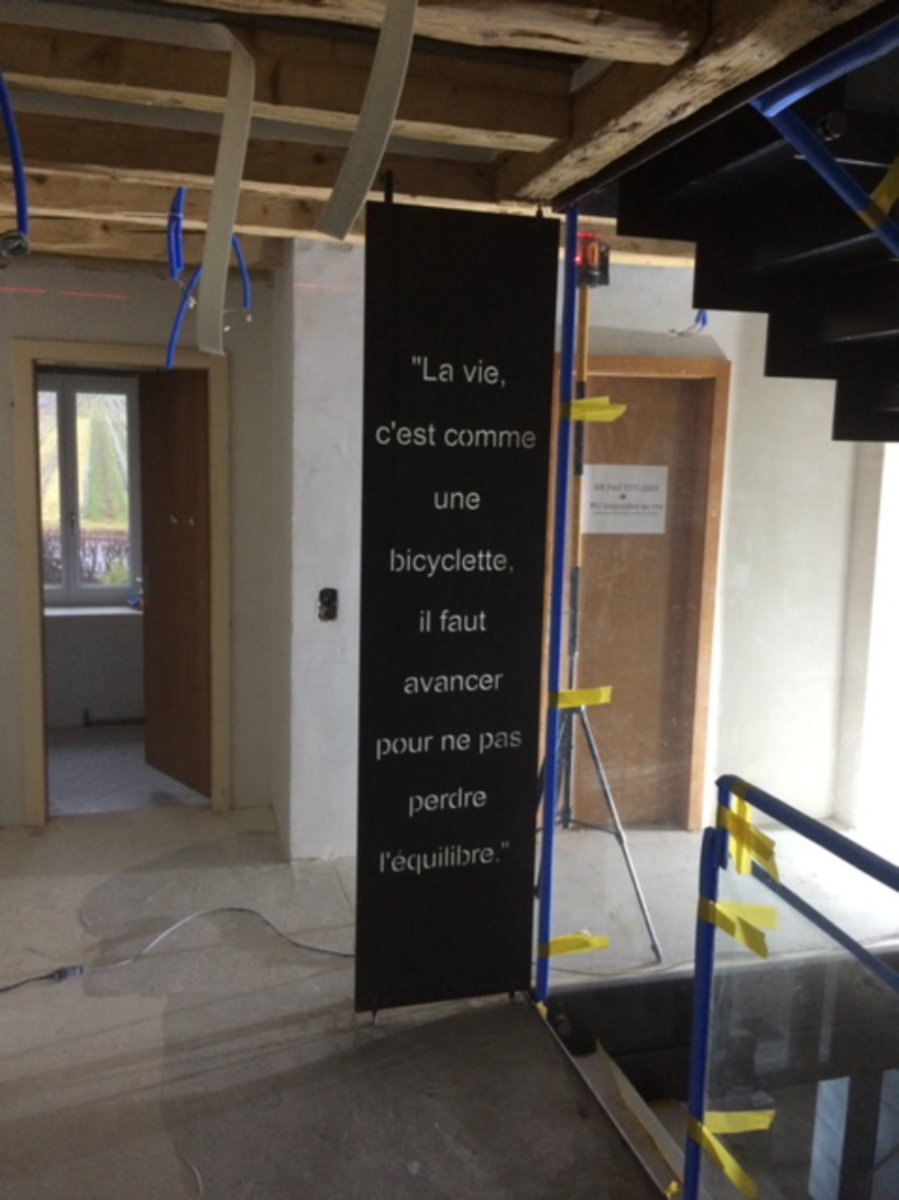 "La vie,
c'est comme
une
bicyclette,
il faut
avancer
pour ne pas
perdre
l'équilibre."